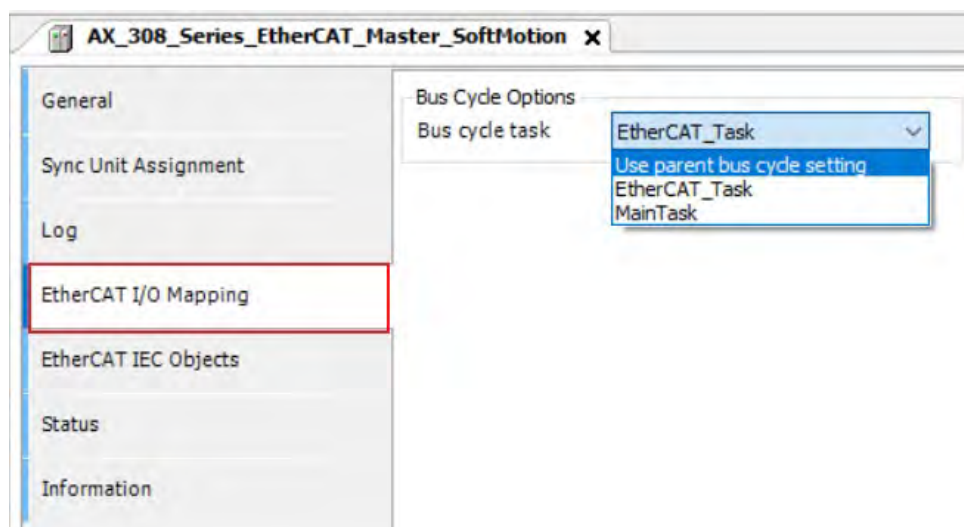 AX_308_Series_EtherCAT_Master_SoftMotion
General
Sync Unit Assignment
Log
EtherCAT I/O Mapping
EtherCAT IEC Objects
Status
Information
Bus Cycle Options
Bus cycle task EtherCAT_Task
Use parent bus cycle setting
EtherCAT_Task
MainTask